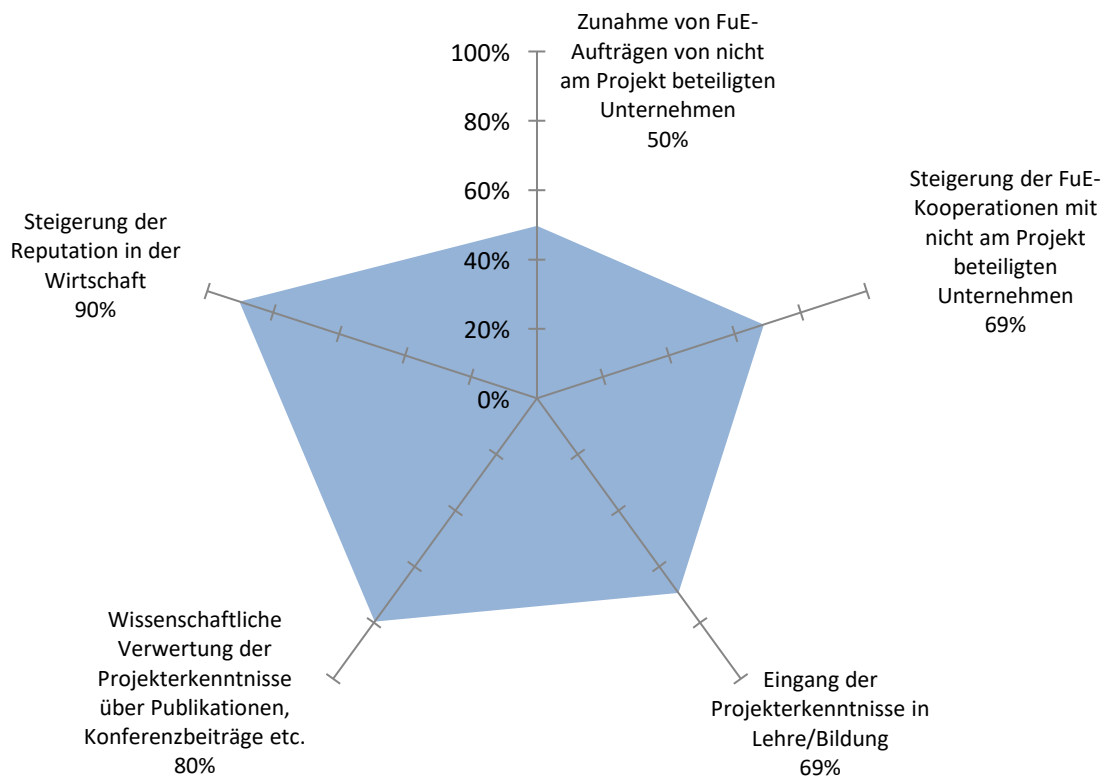 Zunahme von FuE-
Aufträgen von nicht
am Projekt beteiligten
Unternehmen
50%
100%
80%
60%
40%
20%
0%
Steigerung der FuE-
Kooperationen mit
nicht am Projekt
beteiligten
Unternehmen
69%
Eingang der
Projekterkenntnisse in
Lehre/Bildung
69%
Wissenschaftliche
Verwertung der
Projekterkenntnisse
über Publikationen,
Konferenzbeiträge etc.
80%
Steigerung der
Reputation in der
Wirtschaft
90%